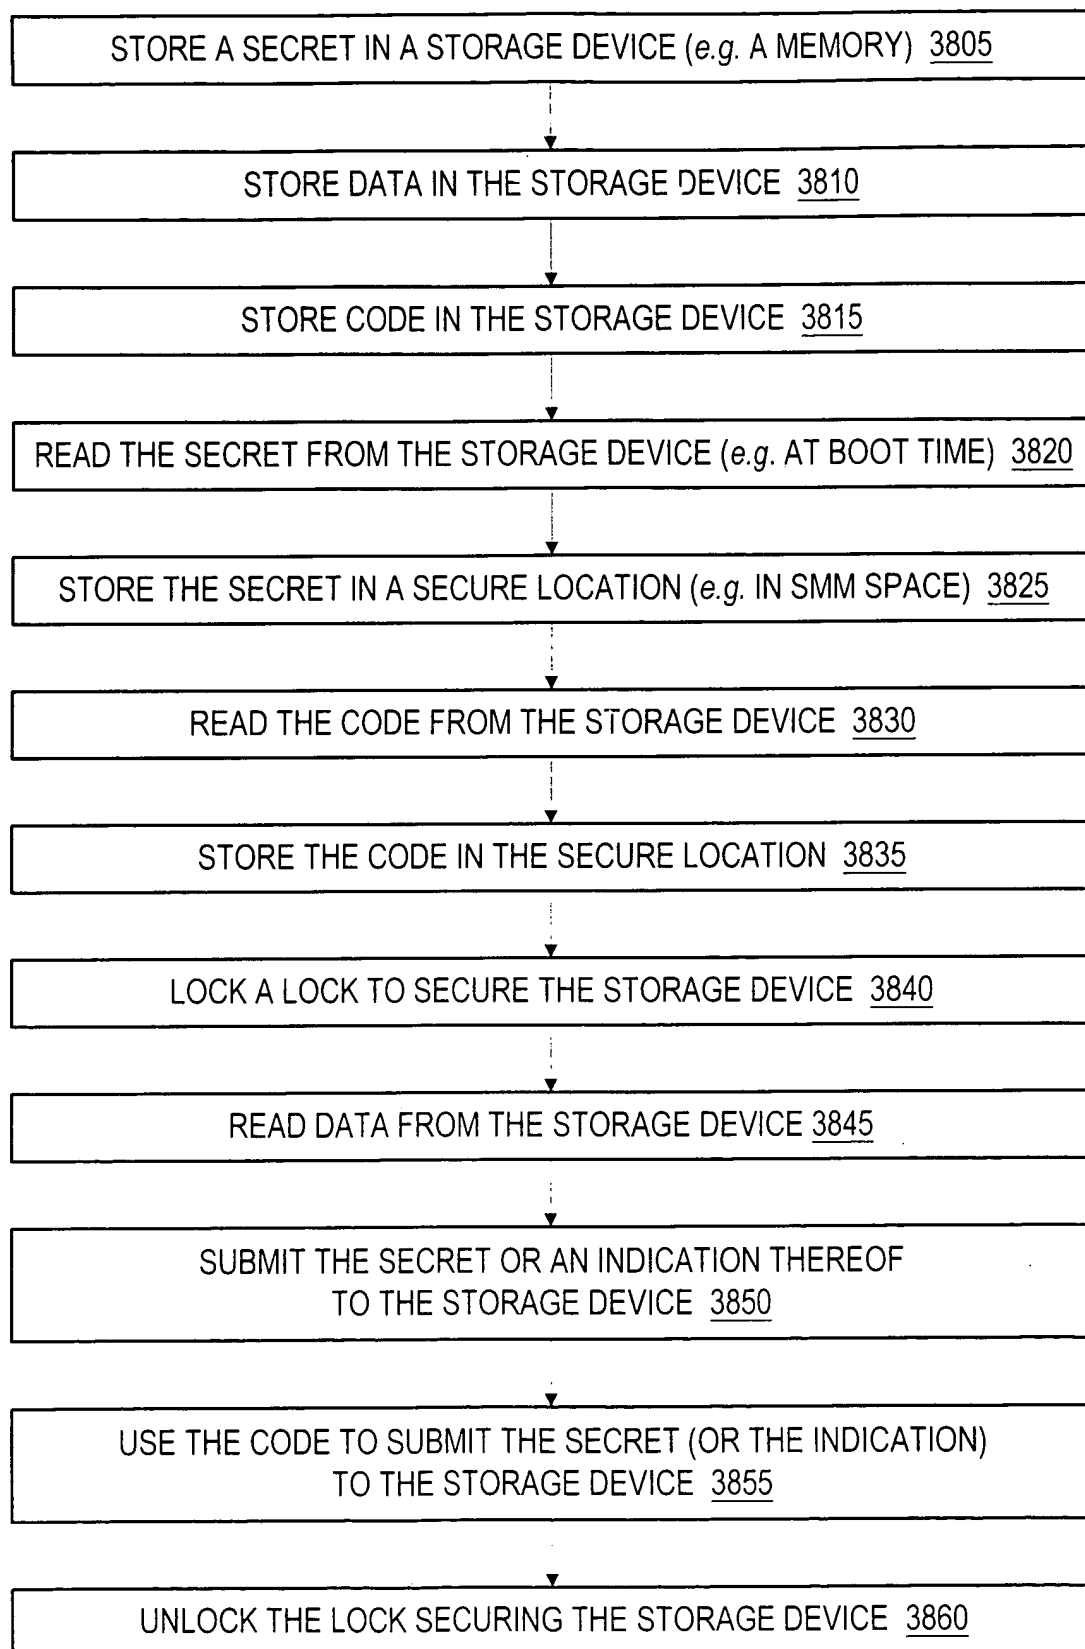 STORE A SECRET IN A STORAGE DEVICE (e.g. A MEMORY) 3805
STORE DATA IN THE STORAGE DEVICE 3810
STORE CODE IN THE STORAGE DEVICE 3815
READ THE SECRET FROM THE STORAGE DEVICE (e.g. AT BOOT TIME) 3820
STORE THE SECRET IN A SECURE LOCATION (e.g. IN SMM SPACE) 3825
READ THE CODE FROM THE STORAGE DEVICE 3830
STORE THE CODE IN THE SECURE LOCATION 3835
LOCK A LOCK TO SECURE THE STORAGE DEVICE 3840
READ DATA FROM THE STORAGE DEVICE 3845
SUBMIT THE SECRET OR AN INDICATION THEREOF
TO THE STORAGE DEVICE 3850
USE THE CODE TO SUBMIT THE SECRET (OR THE INDICATION)
TO THE STORAGE DEVICE 3855
UNLOCK THE LOCK SECURING THE STORAGE DEVICE 3860